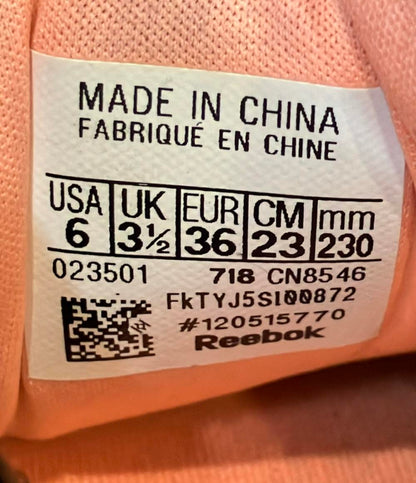 MADE IN CHINA
FABRIQUÉ EN CHINE
USA UK EUR CM mm
6 3½ 36 23 230
023501 718 CN8546
FkTYJ5Sl00872
#120515770
Reebok